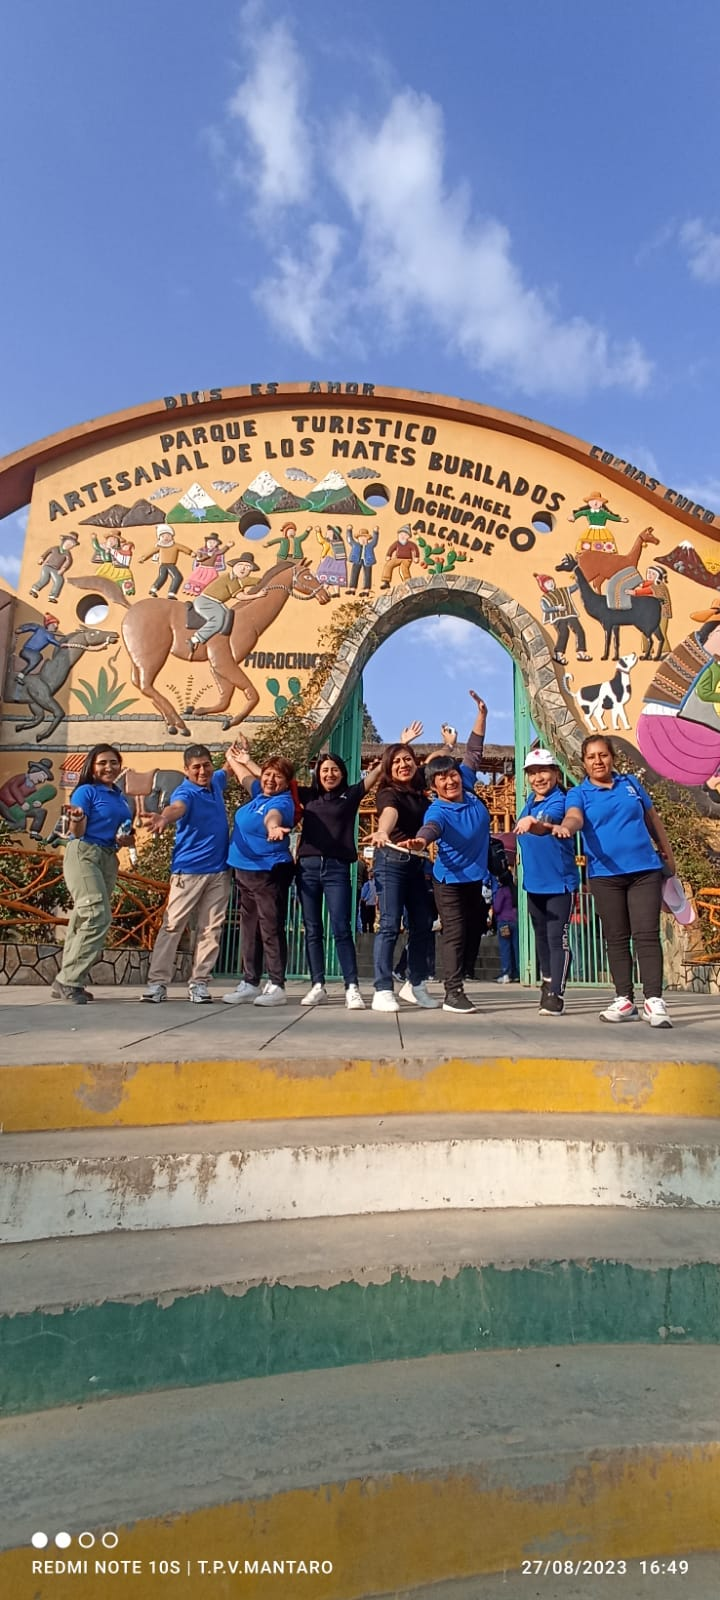 DIOS ES AMOR
PARQUE TURISTICO
ARTESANAL DE LOS MATES BURILADOS
LIC. ANGEL
UNCHUPAICO
ALCALDE
COCHAS CHICO
MOROCHUCO
REDMI NOTE 10S | T.P.V.MANTARO
27/08/2023 16:49